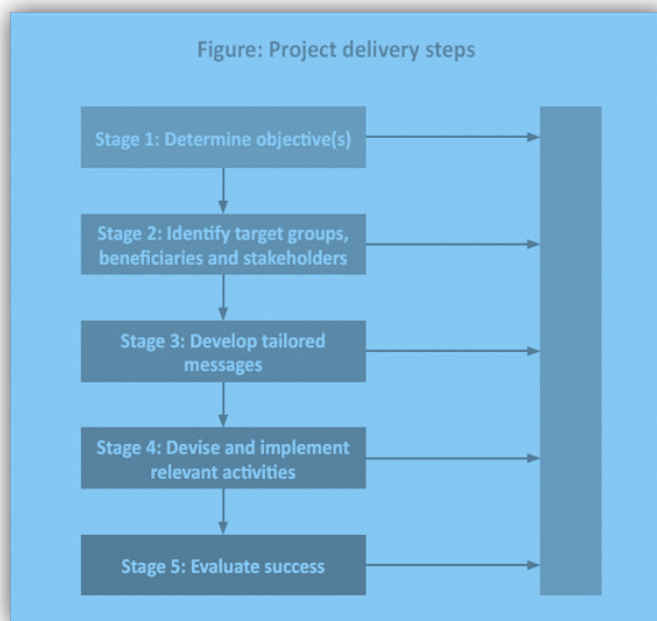 Figure: Project delivery steps
Stage 1: Determine objective(s)
Stage 2: Identify target groups,
beneficiaries and stakeholders
Stage 3: Develop tailored
messages
Stage 4: Devise and implement
relevant activities
Stage 5: Evaluate success